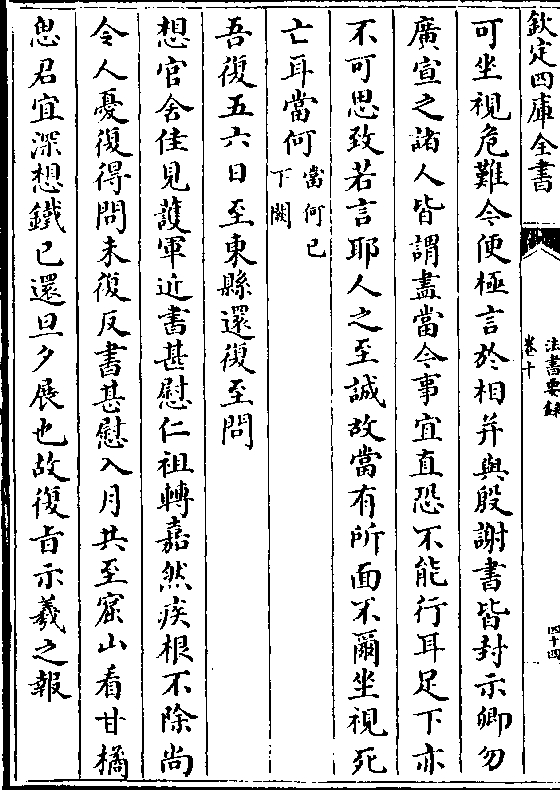 欽定四庫全書
法書要録
卷十
四十四
可坐視危難今便極言於相并與殷謝書皆封示卿勿
廣宣之諸人皆謂盡當今事宜直恐不能行耳足下亦
不可思致若言耶人之至誠故當有所面不爾坐視死
亡耳當何
當何已
下闕
吾復五六日至東縣還復至問
想官舍佳見護軍近書甚慰仁祖轉嘉然疾根不除尚
令人憂復得問未復反書甚慰入月共至窟山看甘橘
思君宜深想鐵已還旦夕展也故復旨示羲之報